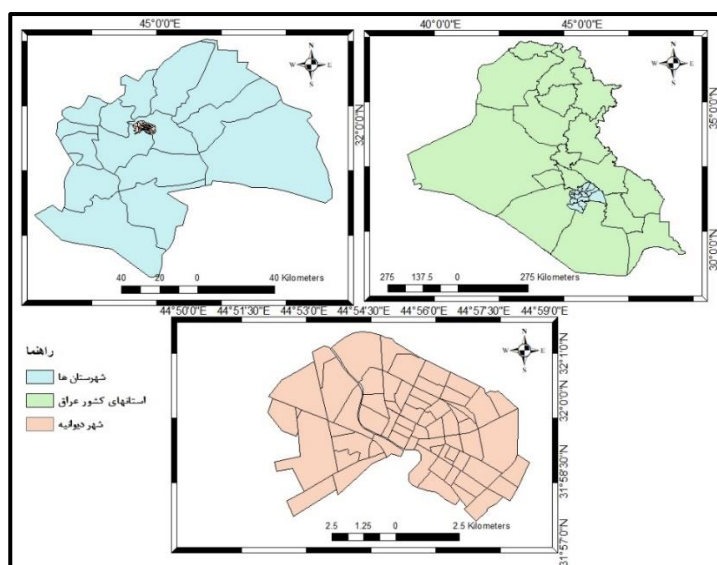 45°0'0"E
N
W E
S
32°0'0"N
40 20 0 40 Kilometers
40°0'0"E 45°0'0"E
N
W E
S
35°0'0"N
30°0'0"N
275 137.5 0 275 Kilometers
44°50'0"E 44°51'30"E 44°53'0"E 44°54'30"E 44°56'0"E 44°57'30"E 44°59'0"E
N
W E
S
32°1'0"N
32°0'0"N
31°58'30"N
31°57'0"N
2.5 1.25 0 2.5 Kilometers
راهنما
شهرستان ها
استانهای کشور عراق
شهر دیوانیه